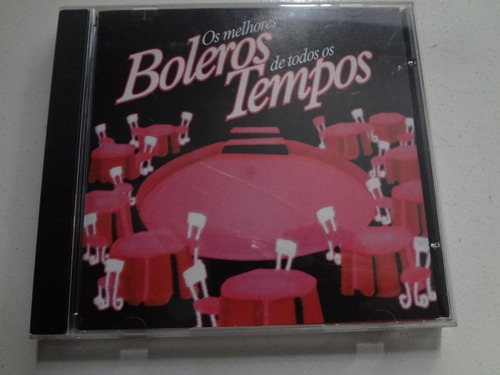 Os melhores
Boleros
de todos os
Tempos